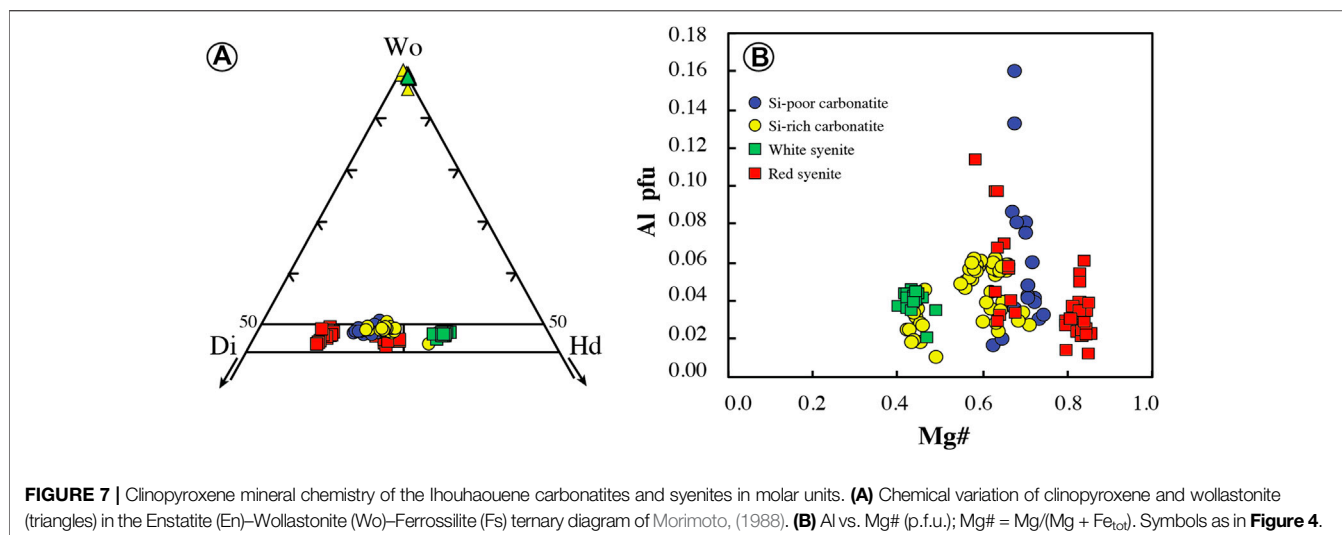 A
Wo
50
50
Di
Hd
B
0.18
0.16
0.14
0.12
0.10
0.08
0.06
0.04
0.02
0.00
Al pfu
Si-poor carbonatite
Si-rich carbonatite
White syenite
Red syenite
0.0 0.2 0.4 0.6 0.8 1.0
Mg#
FIGURE 7 | Clinopyroxene mineral chemistry of the Ihouhaouene carbonatites and syenites in molar units. (A) Chemical variation of clinopyroxene and wollastonite
(triangles) in the Enstatite (En)–Wollastonite (Wo)–Ferrossilite (Fs) ternary diagram of Morimoto, (1988). (B) Al vs. Mg# (p.f.u.); Mg# = Mg/(Mg + Fetot). Symbols as in Figure 4.